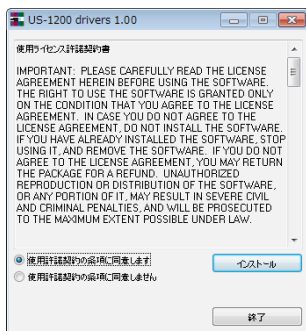 US-1200 drivers 1.00
使用ライセンス許諾契約書
IMPORTANT:  PLEASE CAREFULLY READ THE LICENSE
AGREEMENT HEREIN BEFORE USING THE SOFTWARE.
THE RIGHT TO USE THE SOFTWARE IS GRANTED ONLY
ON THE CONDITION THAT YOU AGREE TO THE LICENSE
AGREEMENT.  IN CASE YOU DO NOT AGREE TO THE
LICENSE AGREEMENT, DO NOT INSTALL THE SOFTWARE.
IF YOU HAVE ALREADY INSTALLED THE SOFTWARE, STOP
USING IT, AND REMOVE THE SOFTWARE.  IF YOU DO NOT
AGREE TO THE LICENSE AGREEMENT, YOU MAY RETURN
THE PACKAGE FOR A REFUND.  UNAUTHORIZED
REPRODUCTION OR DISTRIBUTION OF THE SOFTWARE,
OR ANY PORTION OF IT, MAY RESULT IN SEVERE CIVIL
AND CRIMINAL PENALTIES, AND WILL BE PROSECUTED
TO THE MAXIMUM EXTENT POSSIBLE UNDER LAW.
使用許諾契約の条項に同意します
インストール
使用許諾契約の条項に同意しません
終了